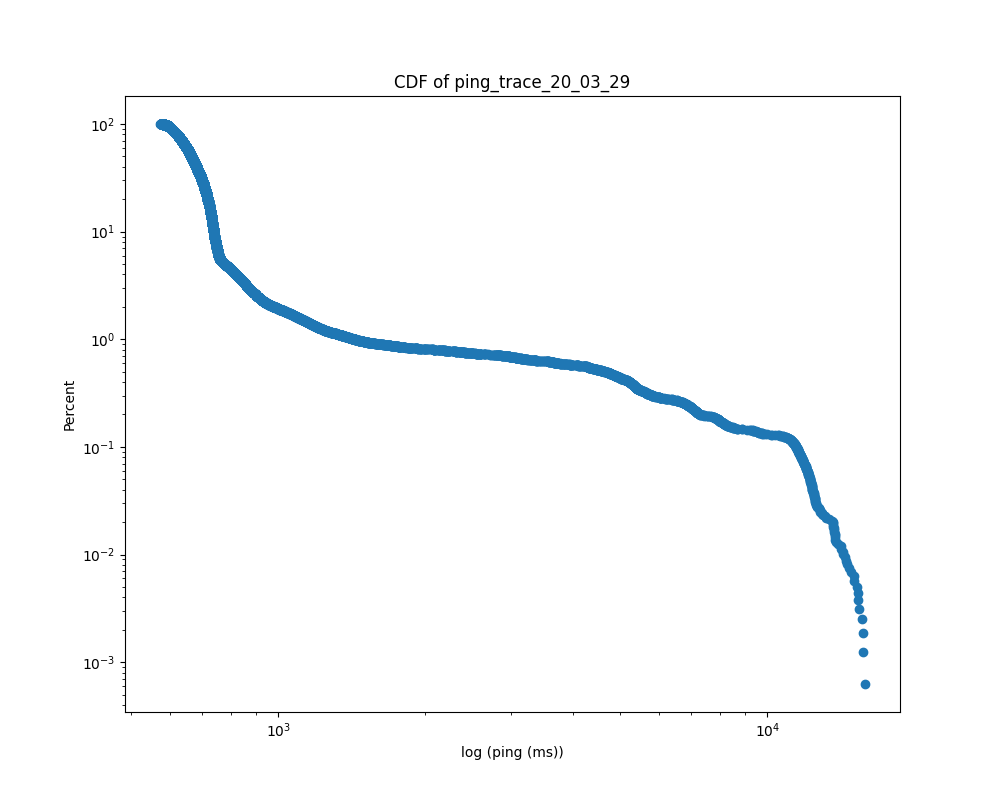 CDF of ping_trace_20_03_29
Percent
10²
10¹
10⁰
10⁻¹
10⁻²
10⁻³
10³
10⁴
log (ping (ms))